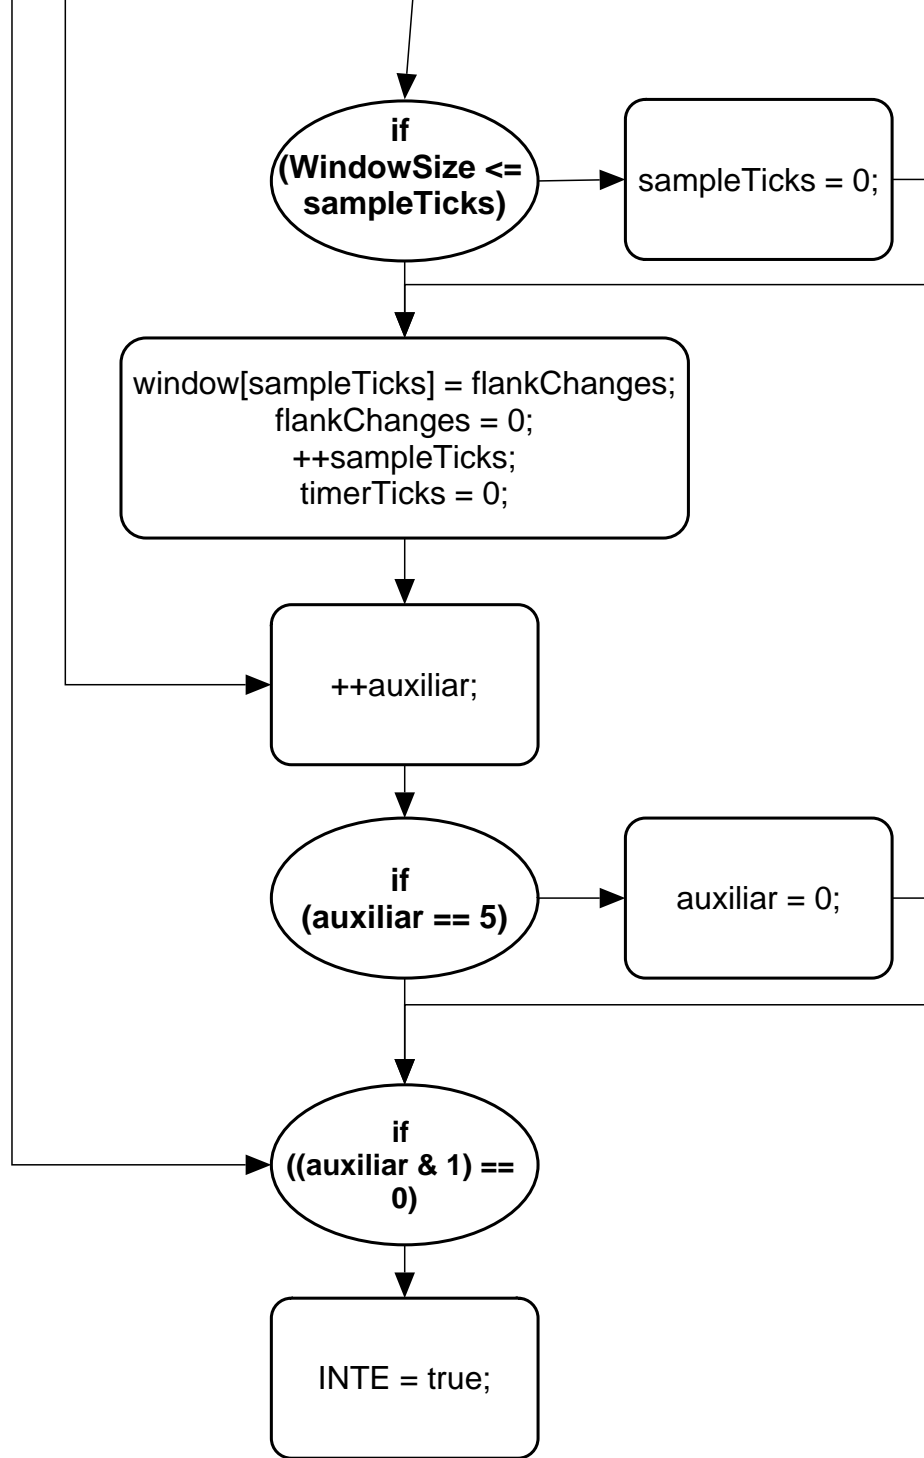 if
(WindowSize <=
sampleTicks)
sampleTicks = 0;
window[sampleTicks] = flankChanges;
flankChanges = 0;
++sampleTicks;
timerTicks = 0;
++auxiliar;
if
(auxiliar == 5)
auxiliar = 0;
if
((auxiliar & 1) ==
0)
INTE = true;